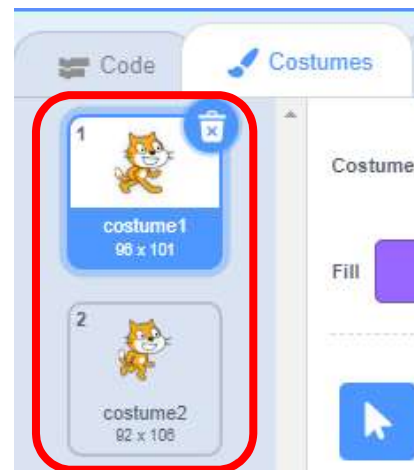 Code
Costumes
1
costume1
96 x 101
Costume
Fill
2
costume2
92 x 106